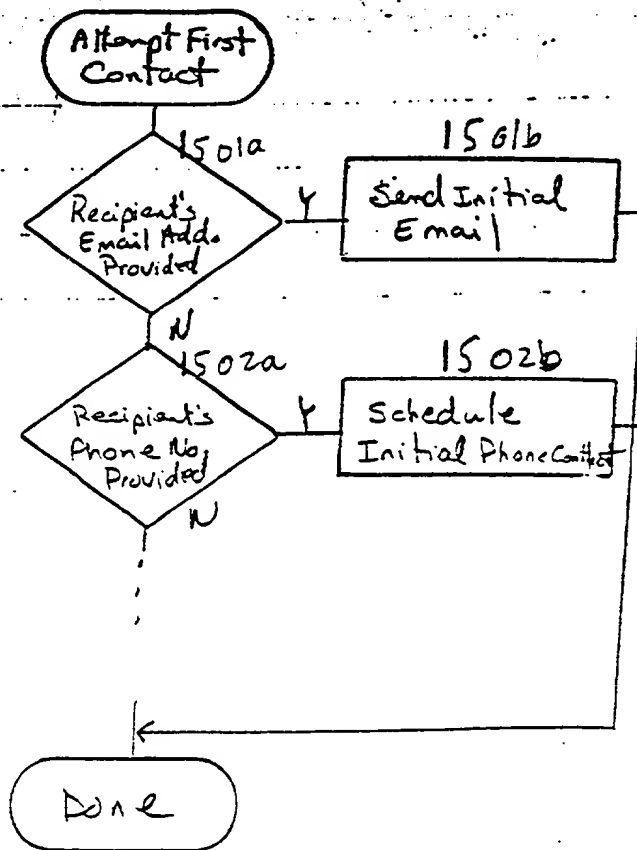 Attempt First
Contact
1501a
Recipient's
Email Add.
Provided
Y
1501b
Send Initial
Email
N
1502a
Recipient's
Phone No.
Provided
Y
1502b
Schedule
Initial Phone Contact
N
Done